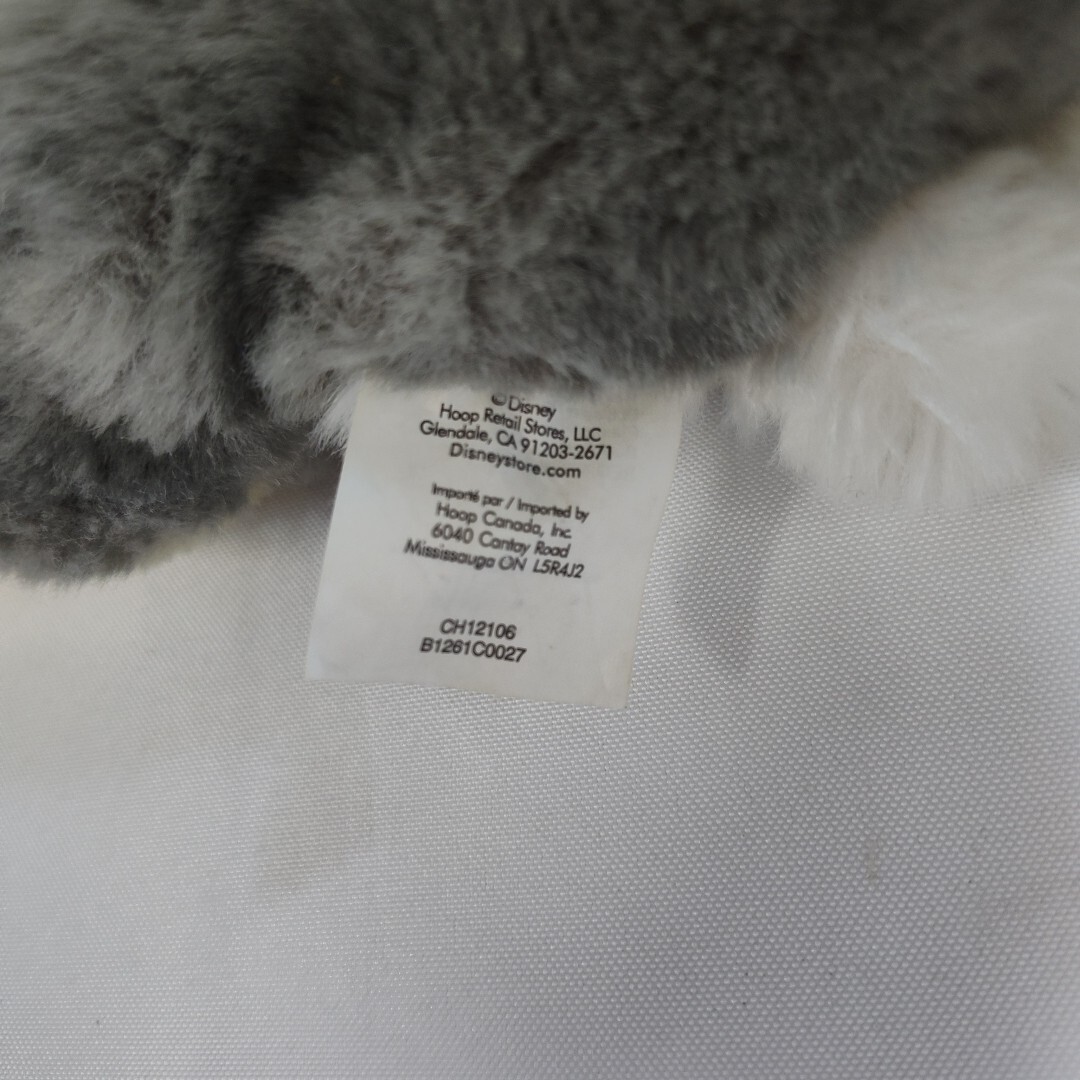 © Disney
Hoop Retail Stores, LLC
Glendale, CA 91203-2671
Disneystore.com
Importé par / Imported by
Hoop Canada, Inc.
6040 Cantay Road
Mississauga ON L5R4J2
CH12106
B1261C0027